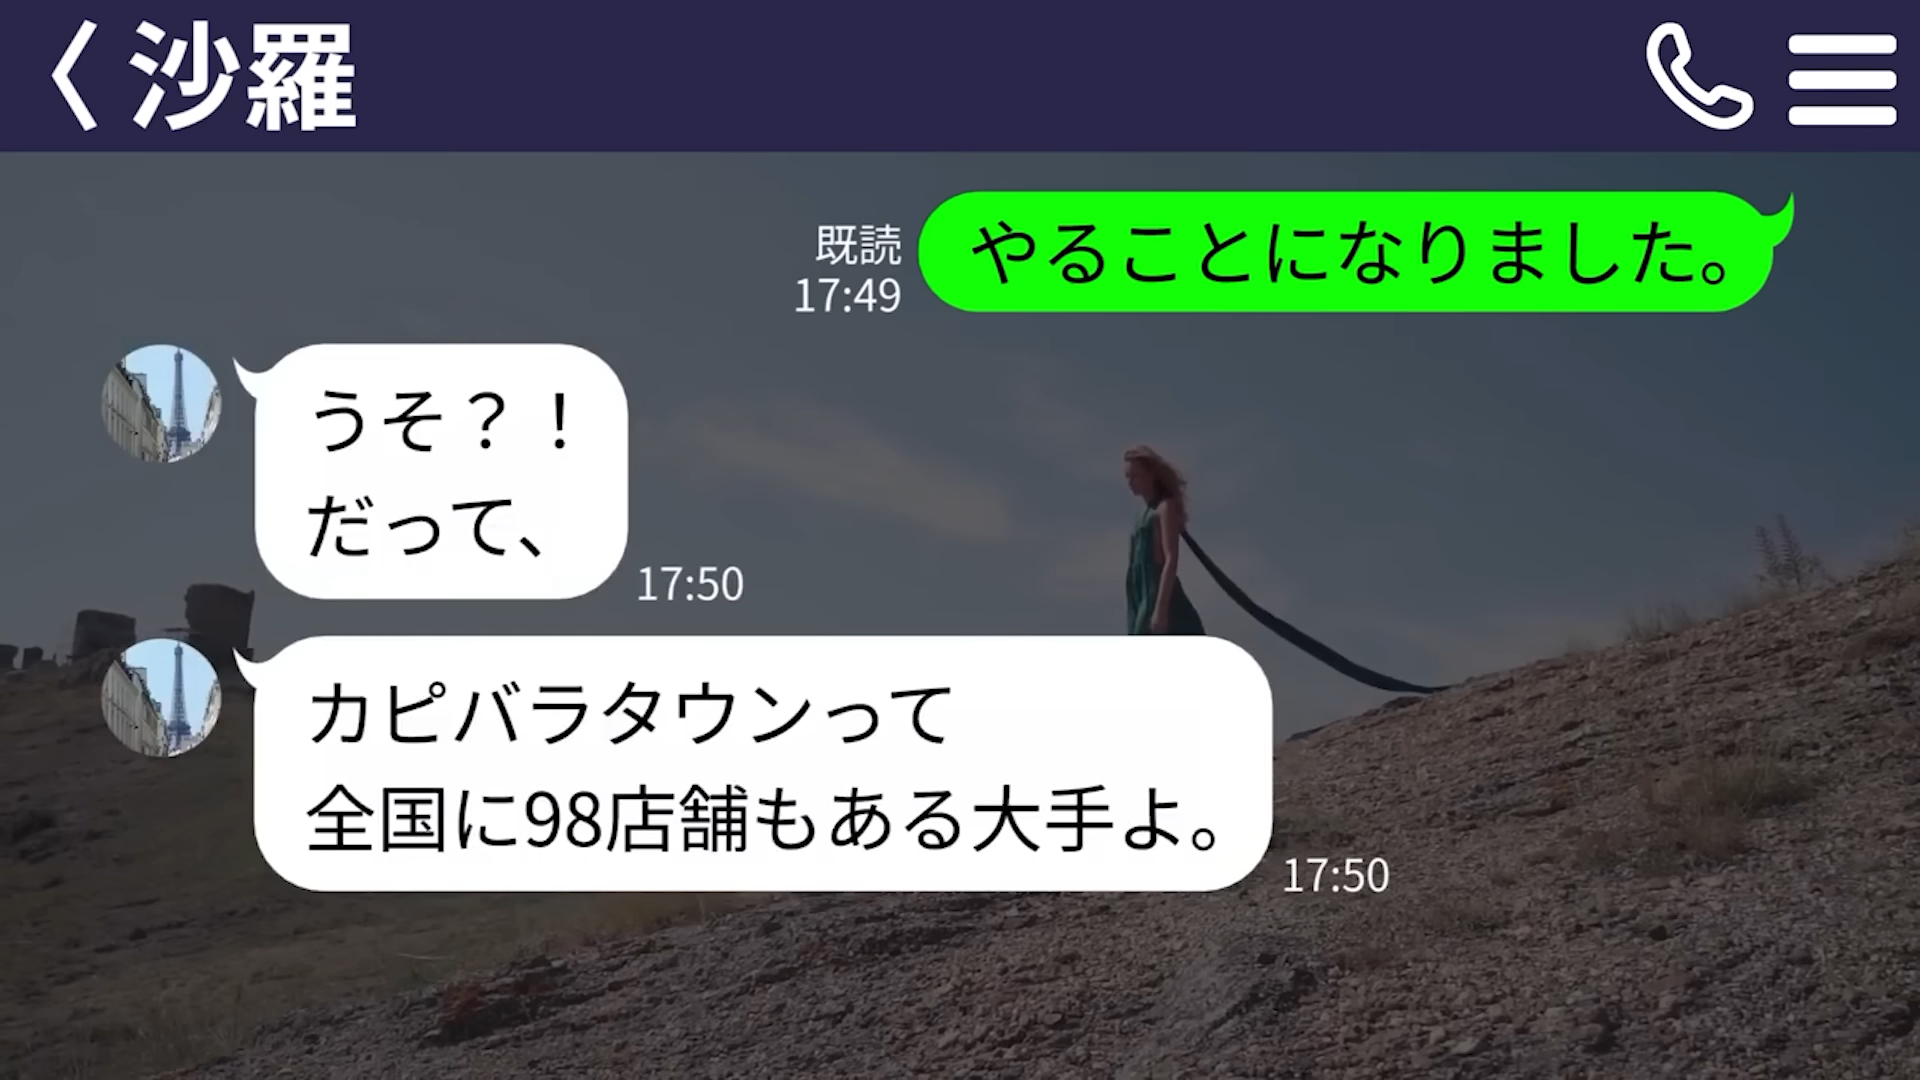 沙羅
やることになりました。
既読
17:49
うそ？！
だって、
17:50
カピバラタウンって
全国に98店舗もある大手よ。
17:50